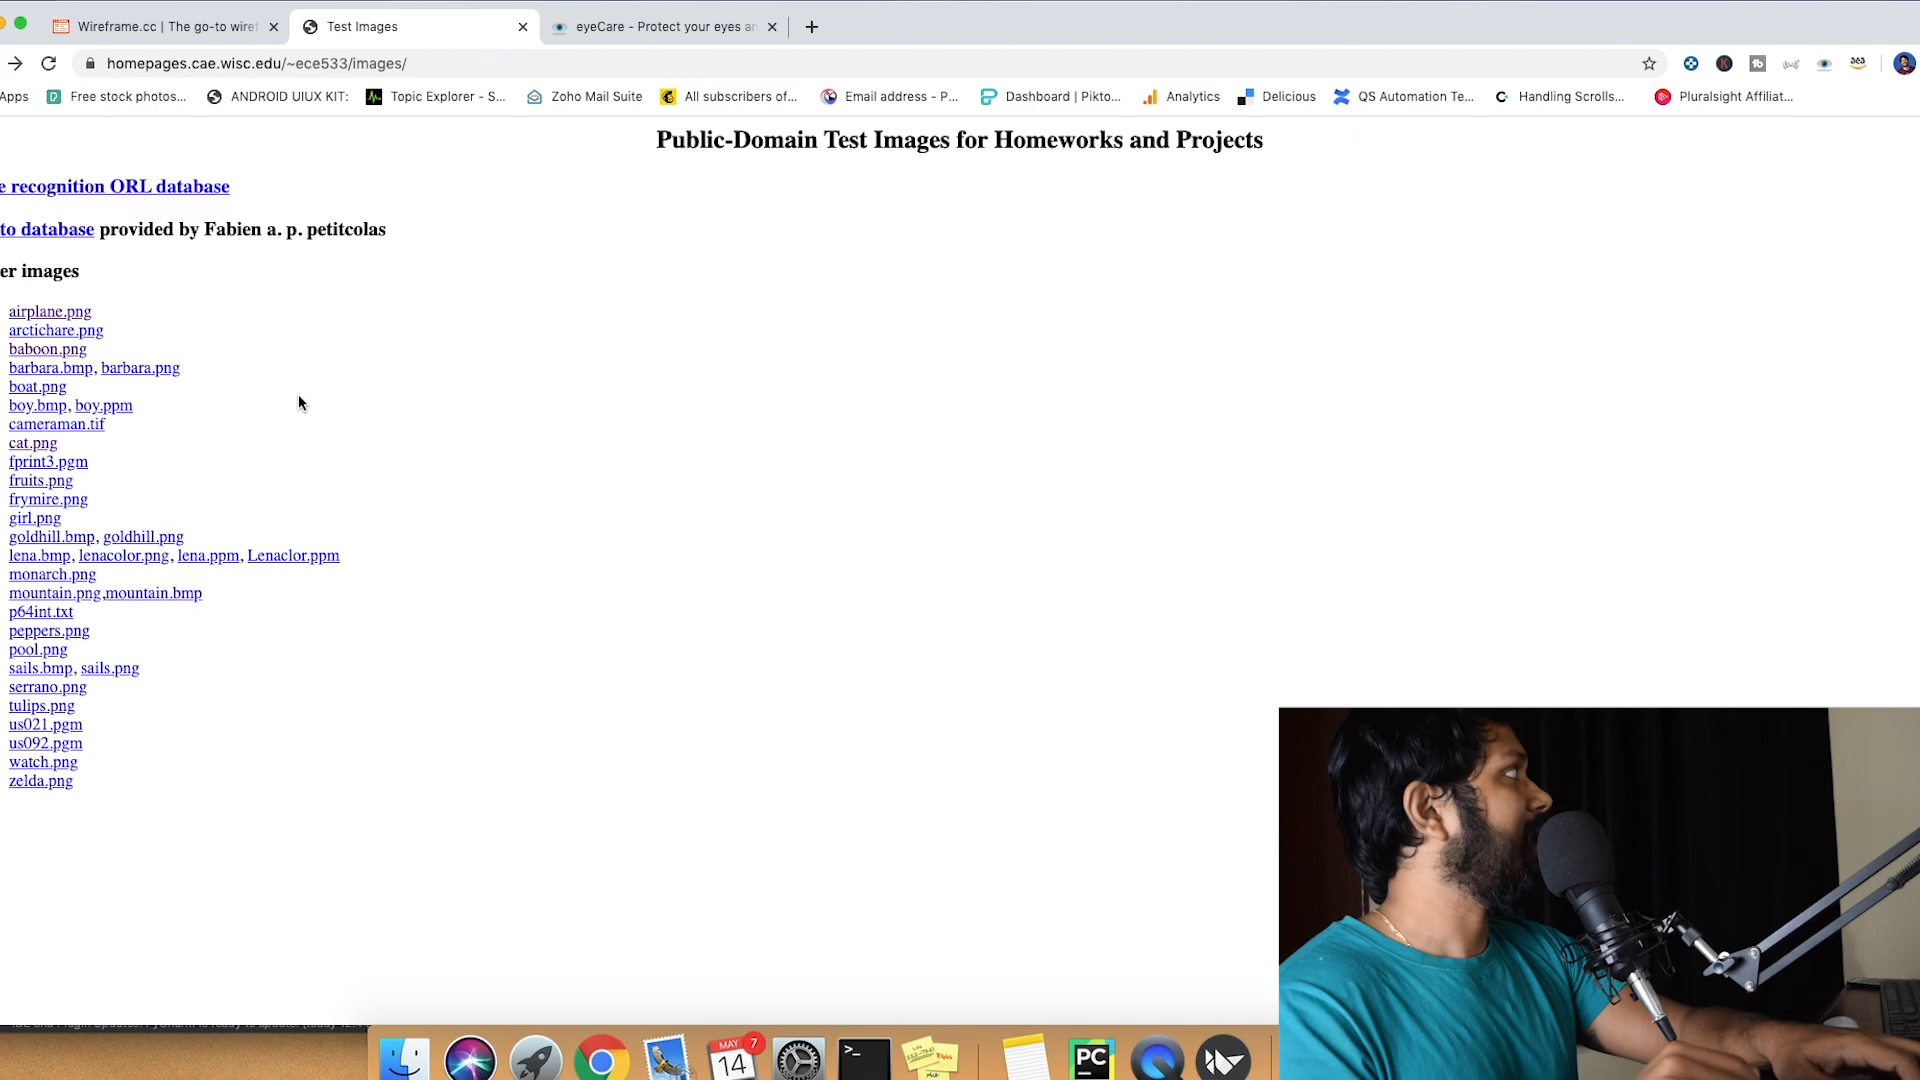 Wireframe.cc | The go-to wiref
Test Images
eyeCare - Protect your eyes an
homepages.cae.wisc.edu/~ece533/images/
Apps
Free stock photos...
ANDROID UIUX KIT:
Topic Explorer - S...
Zoho Mail Suite
All subscribers of...
Email address - P...
Dashboard | Pikto...
Analytics
Delicious
QS Automation Te...
Handling Scrolls...
Pluralsight Affiliat...
Public-Domain Test Images for Homeworks and Projects
e recognition ORL database
to database provided by Fabien a. p. petitcolas
er images
airplane.png
arctichare.png
baboon.png
barbara.bmp, barbara.png
boat.png
boy.bmp, boy.ppm
cameraman.tif
cat.png
fprint3.pgm
fruits.png
frymire.png
girl.png
goldhill.bmp, goldhill.png
lena.bmp, lenacolor.png, lena.ppm, Lenaclor.ppm
monarch.png
mountain.png,mountain.bmp
p64int.txt
peppers.png
pool.png
sails.bmp, sails.png
serrano.png
tulips.png
us021.pgm
us092.pgm
watch.png
zelda.png
MAY 7
14
PC